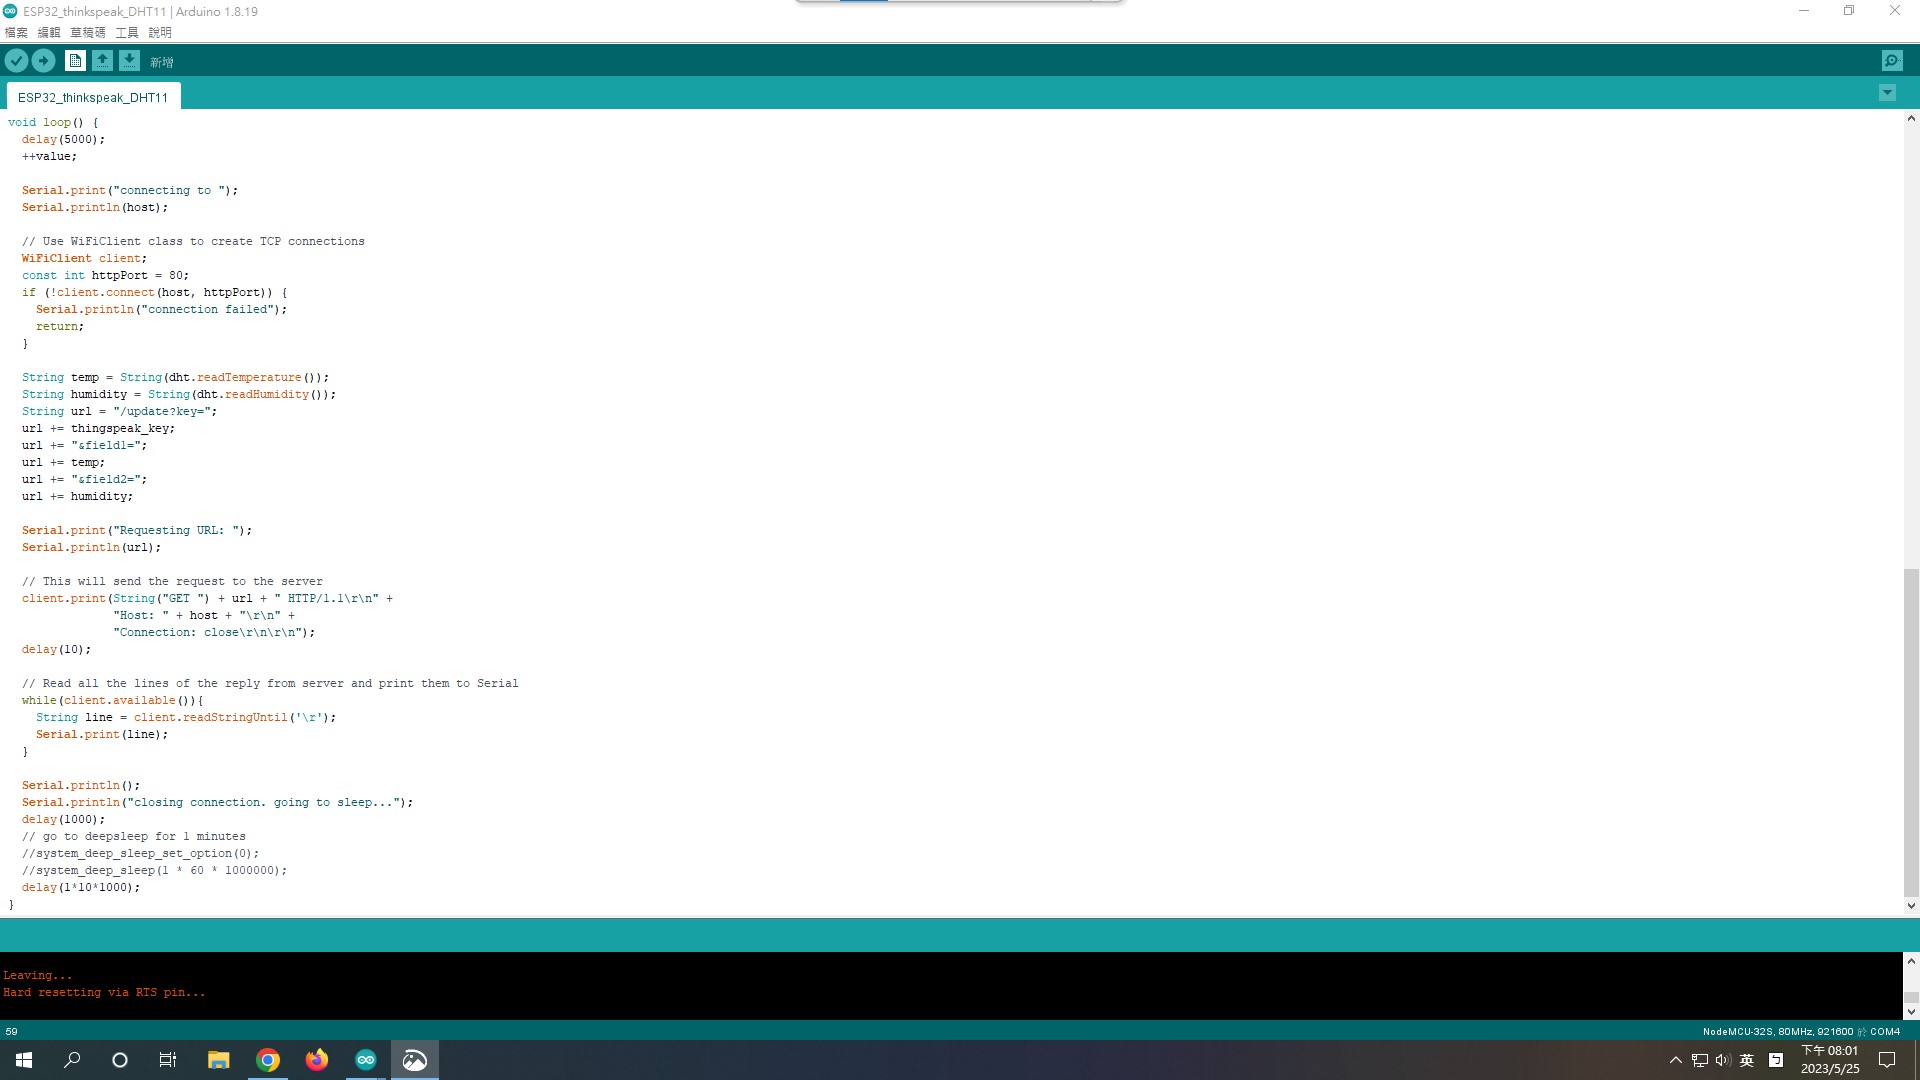 ESP32_thinkspeak_DHT11 | Arduino 1.8.19
檔案 編輯 草稿碼 工具 說明
新增
ESP32_thinkspeak_DHT11
void loop() {
  delay(5000);
  ++value;
  Serial.print("connecting to ");
  Serial.println(host);
  // Use WiFiClient class to create TCP connections
  WiFiClient client;
  const int httpPort = 80;
  if (!client.connect(host, httpPort)) {
    Serial.println("connection failed");
    return;
  }
  String temp = String(dht.readTemperature());
  String humidity = String(dht.readHumidity());
  String url = "/update?key=";
  url += thingspeak_key;
  url += "&field1=";
  url += temp;
  url += "&field2=";
  url += humidity;
  Serial.print("Requesting URL: ");
  Serial.println(url);
  // This will send the request to the server
  client.print(String("GET ") + url + " HTTP/1.1\r\n" +
               "Host: " + host + "\r\n" +
               "Connection: close\r\n\r\n");
  delay(10);
  // Read all the lines of the reply from server and print them to Serial
  while(client.available()){
    String line = client.readStringUntil('\r');
    Serial.print(line);
  }
  Serial.println();
  Serial.println("closing connection. going to sleep...");
  delay(1000);
  // go to deepsleep for 1 minutes
  //system_deep_sleep_set_option(0);
  //system_deep_sleep(1 * 60 * 1000000);
  delay(1*10*1000);
}
Leaving...
Hard resetting via RTS pin...
59
NodeMCU-32S, 80MHz, 921600 於 COM4
英
下午 08:01
2023/5/25